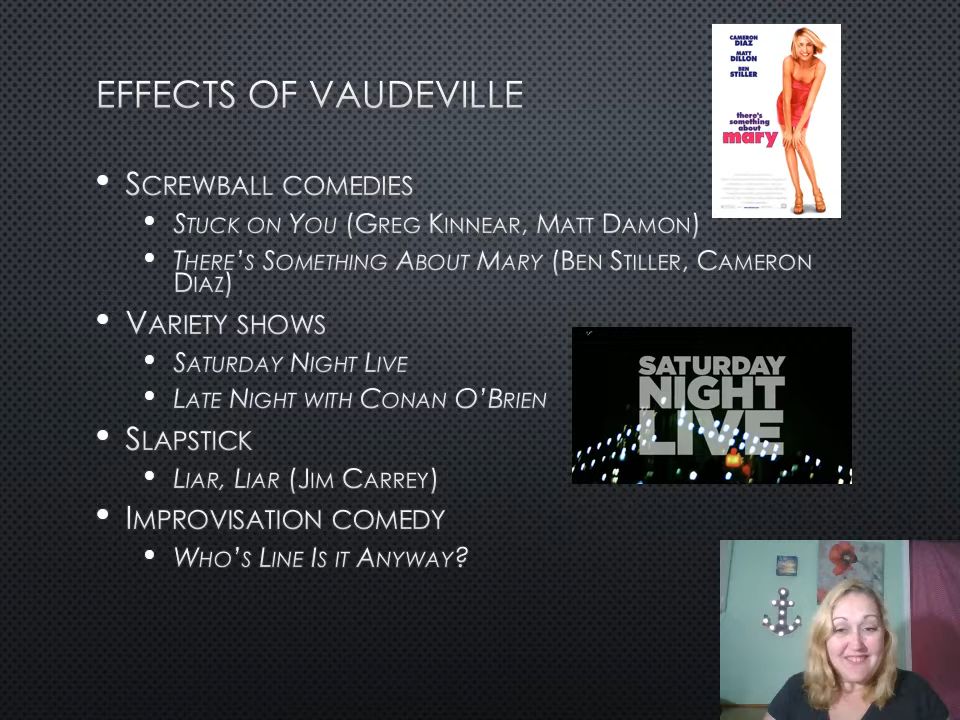 CAMERON
DIAZ
MATT
DILLON
BEN
STILLER
there's
something
about
mary
EFFECTS OF VAUDEVILLE
• SCREWBALL COMEDIES
• STUCK ON YOU (GREG KINNEAR, MATT DAMON)
• THERE'S SOMETHING ABOUT MARY (BEN STILLER, CAMERON
DIAZ)
• VARIETY SHOWS
• SATURDAY NIGHT LIVE
• LATE NIGHT WITH CONAN O'BRIEN
SATURDAY
NIGHT
LIVE
• SLAPSTICK
• LIAR, LIAR (JIM CARREY)
• IMPROVISATION COMEDY
• WHO'S LINE IS IT ANYWAY?